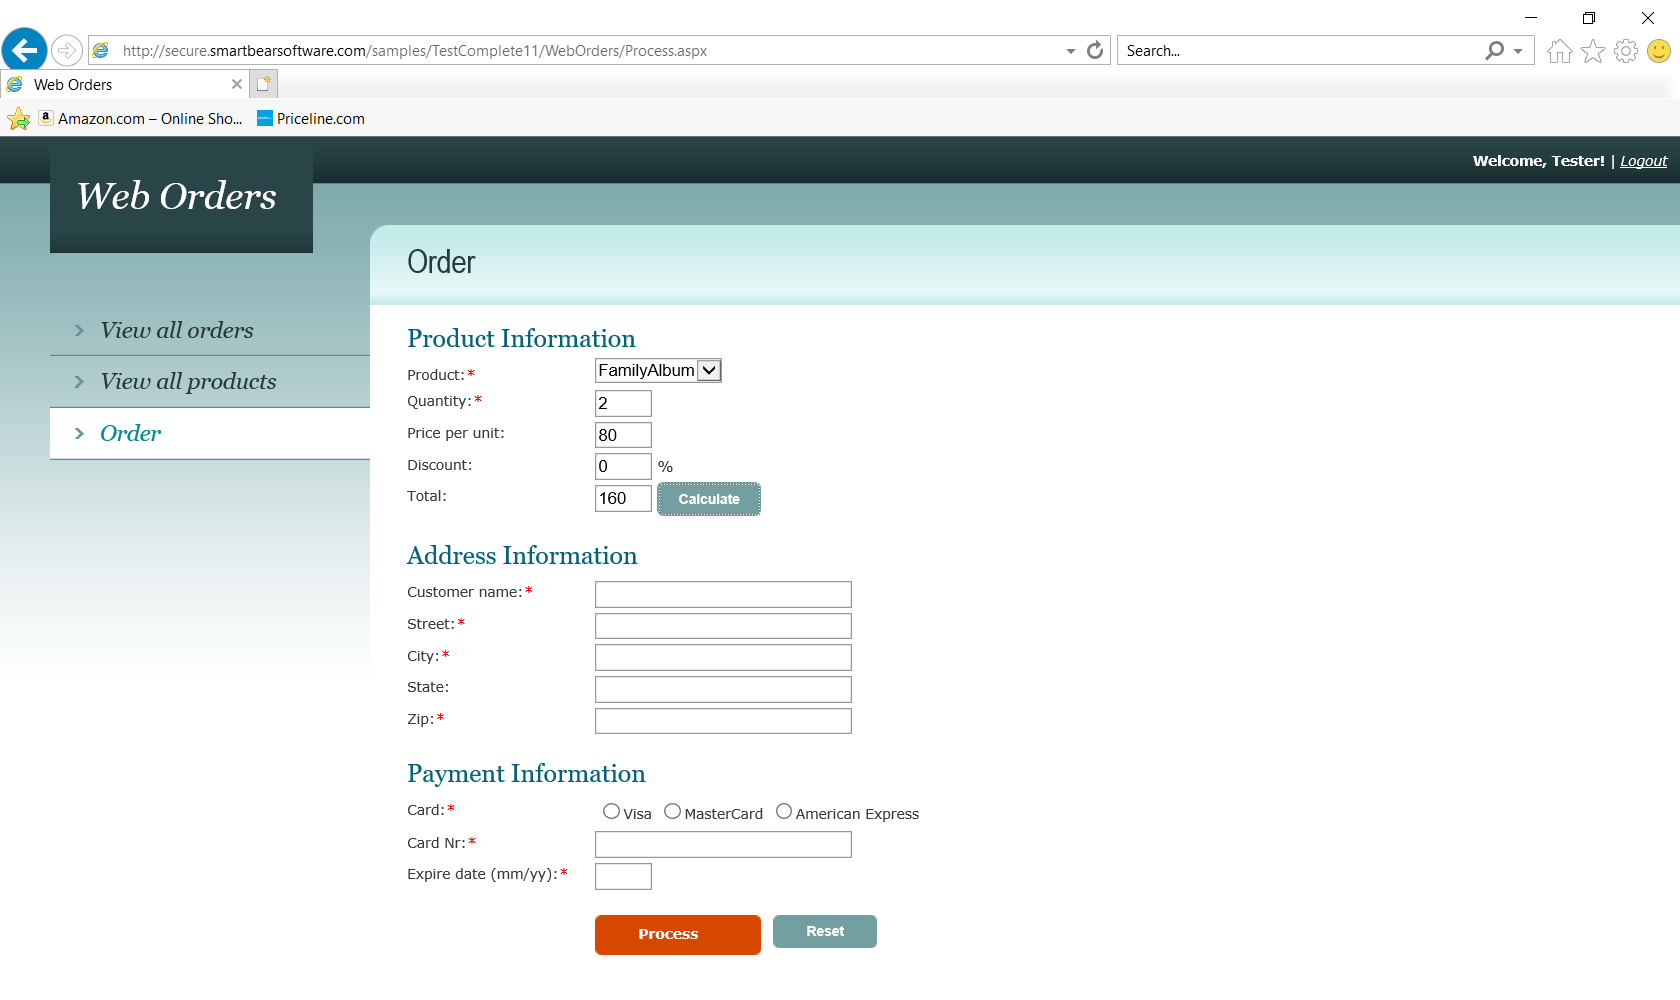 http://secure.smartbearsoftware.com/samples/TestComplete11/WebOrders/Process.aspx
Search...
Web Orders
Amazon.com – Online Sho...
Priceline.com
Welcome, Tester! | Logout
Web Orders
Order
View all orders
View all products
Order
Product Information
Product:* FamilyAlbum
Quantity:* 2
Price per unit: 80
Discount: 0 %
Total: 160 Calculate
Address Information
Customer name:*
Street:*
City:*
State:
Zip:*
Payment Information
Card:* Visa MasterCard American Express
Card Nr:*
Expire date (mm/yy):*
Process Reset